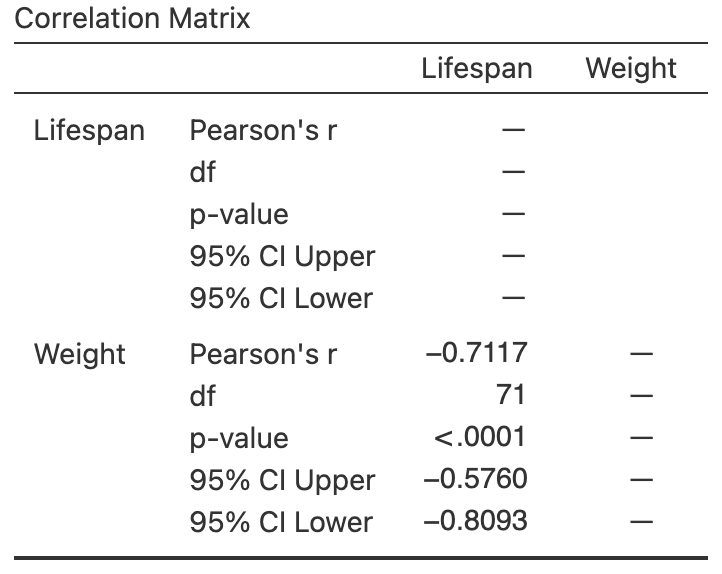 Correlation Matrix
Lifespan Weight
Lifespan Pearson's r —
df —
p-value —
95% CI Upper —
95% CI Lower —
Weight Pearson's r −0.7117 —
df 71 —
p-value <.0001 —
95% CI Upper −0.5760 —
95% CI Lower −0.8093 —